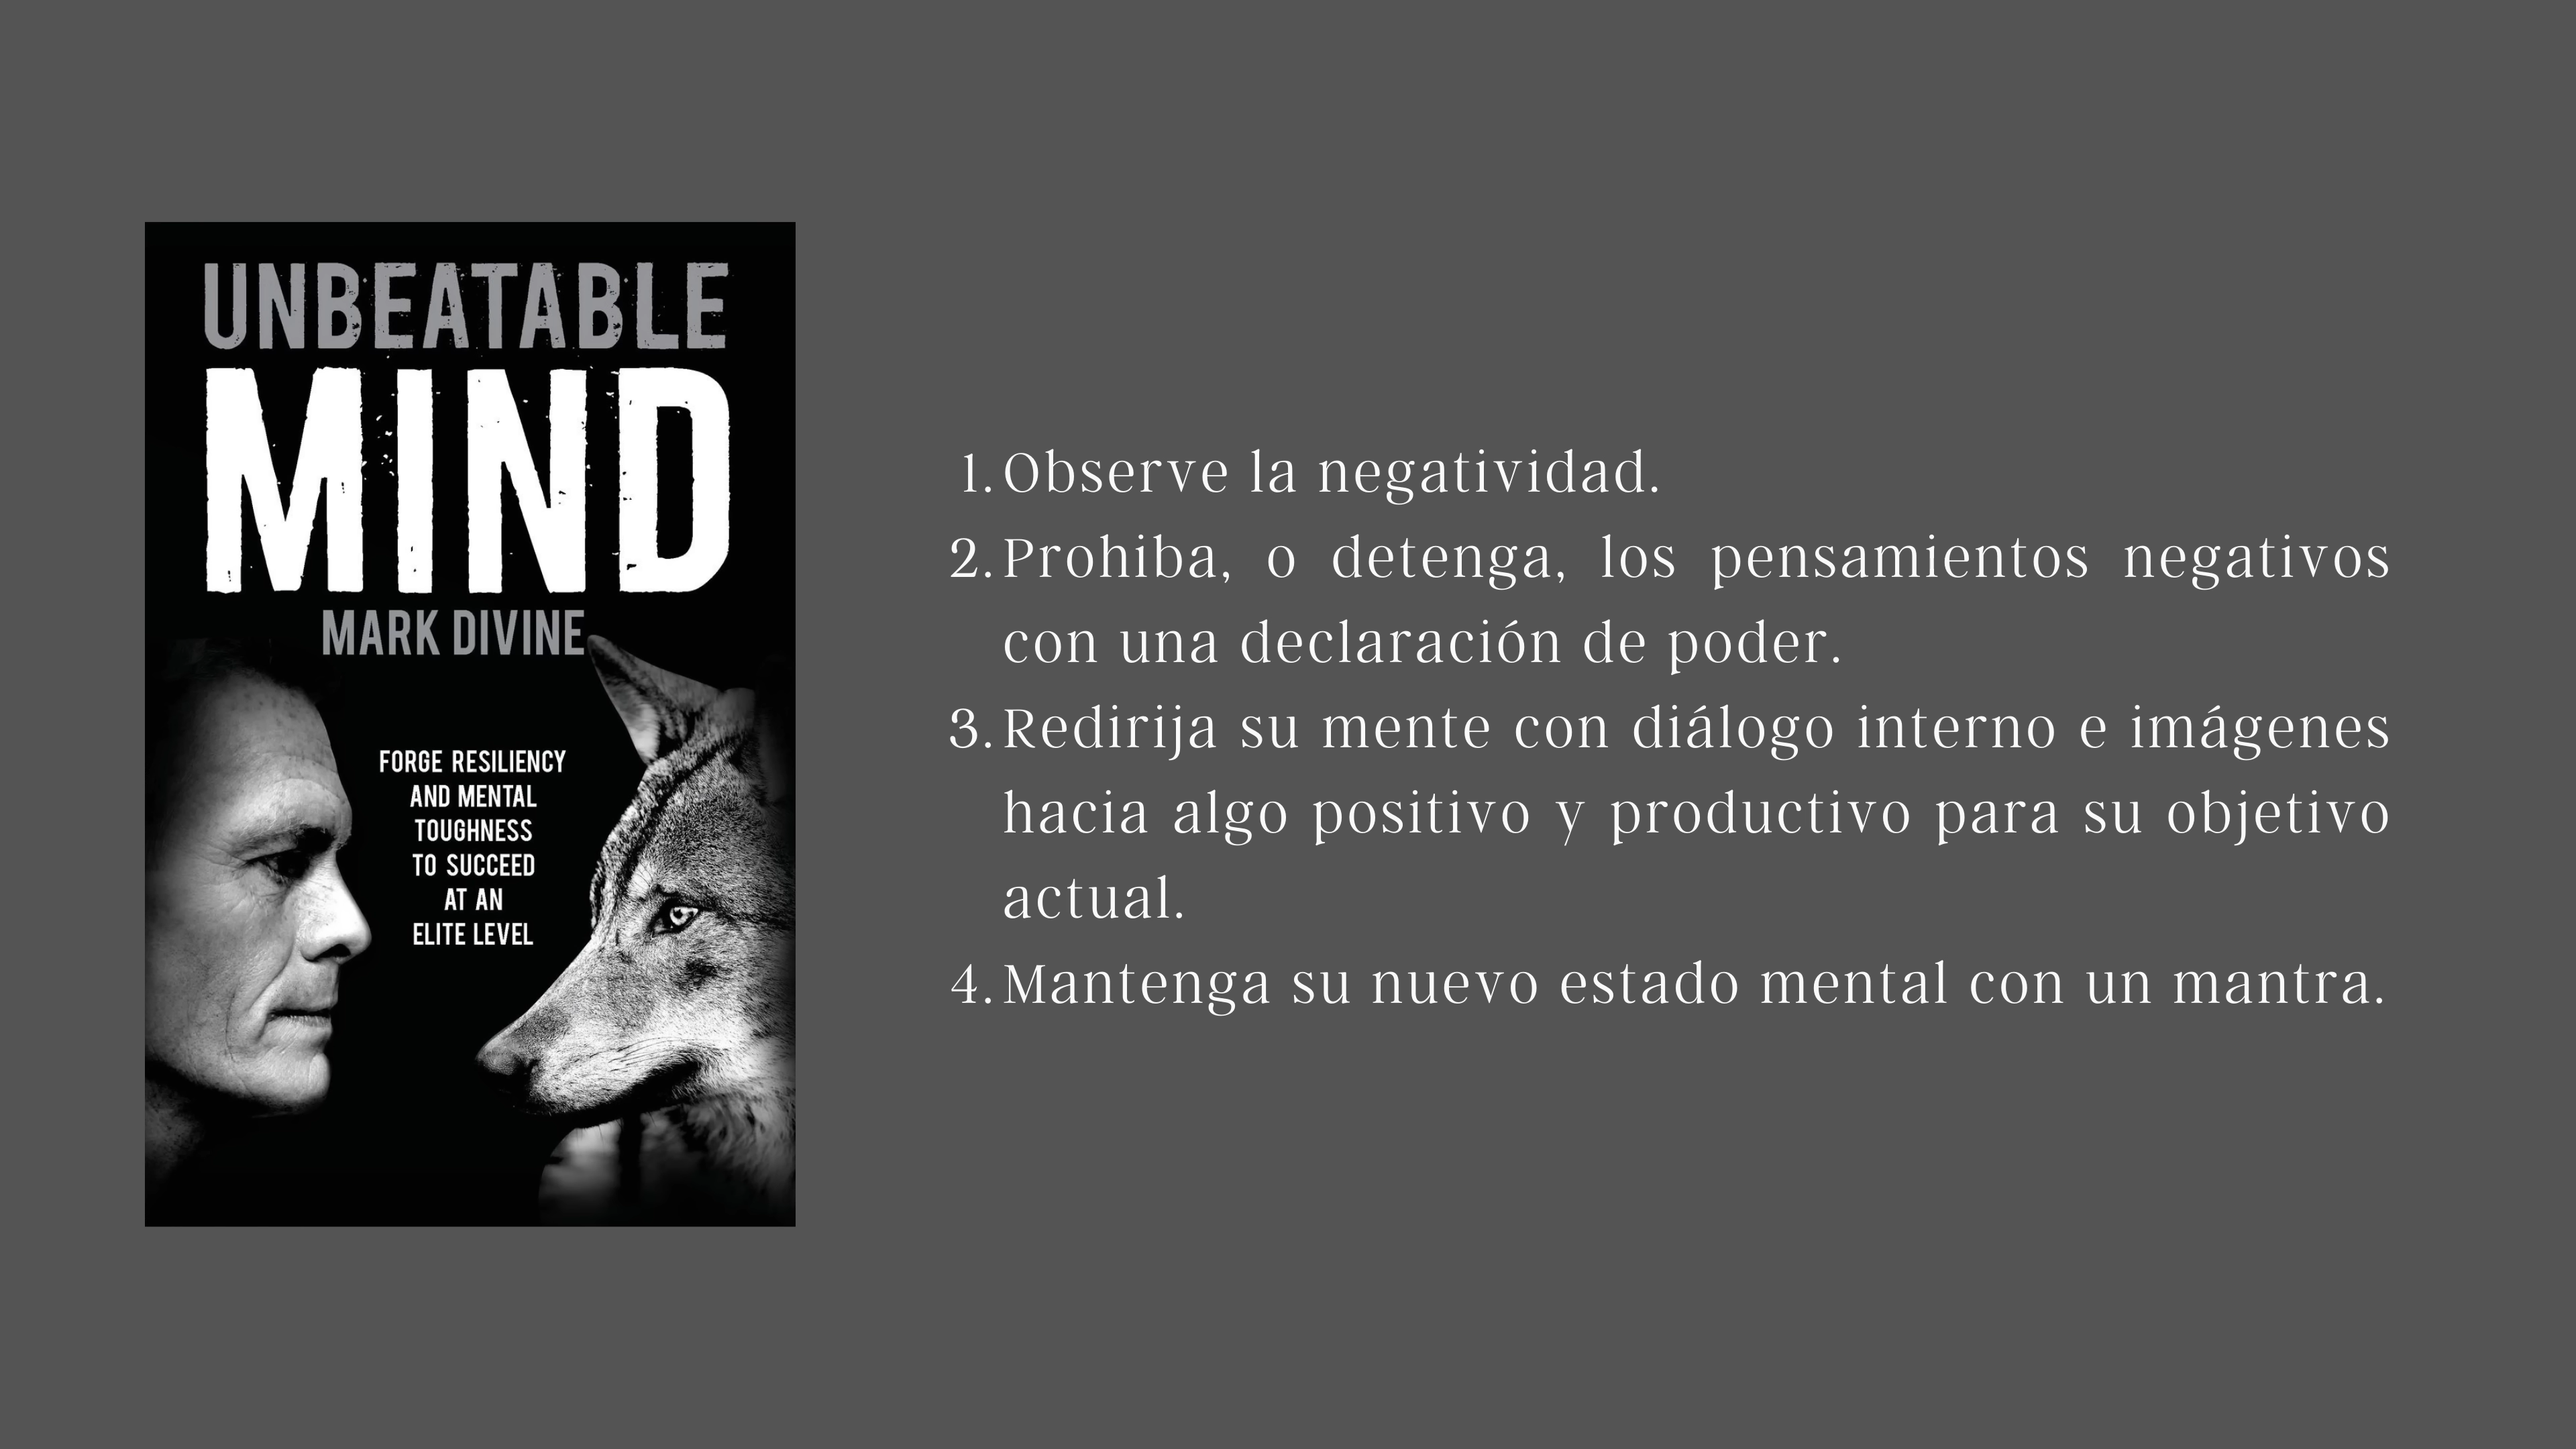 UNBEATABLE
MIND
MARK DIVINE
FORGE RESILIENCY
AND MENTAL
TOUGHNESS
TO SUCCEED
AT AN
ELITE LEVEL
1. Observe la negatividad.
2. Prohiba, o detenga, los pensamientos negativos
con una declaración de poder.
3. Redirija su mente con diálogo interno e imágenes
hacia algo positivo y productivo para su objetivo
actual.
4. Mantenga su nuevo estado mental con un mantra.